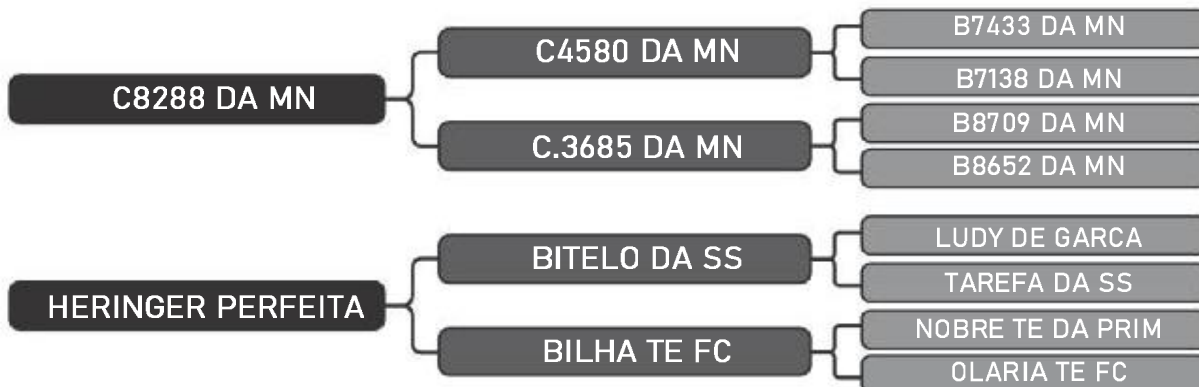 C8288 DA MN
C4580 DA MN
B7433 DA MN
B7138 DA MN
C.3685 DA MN
B8709 DA MN
B8652 DA MN
HERINGER PERFEITA
BITELO DA SS
LUDY DE GARCA
TAREFA DA SS
BILHA TE FC
NOBRE TE DA PRIM
OLARIA TE FC